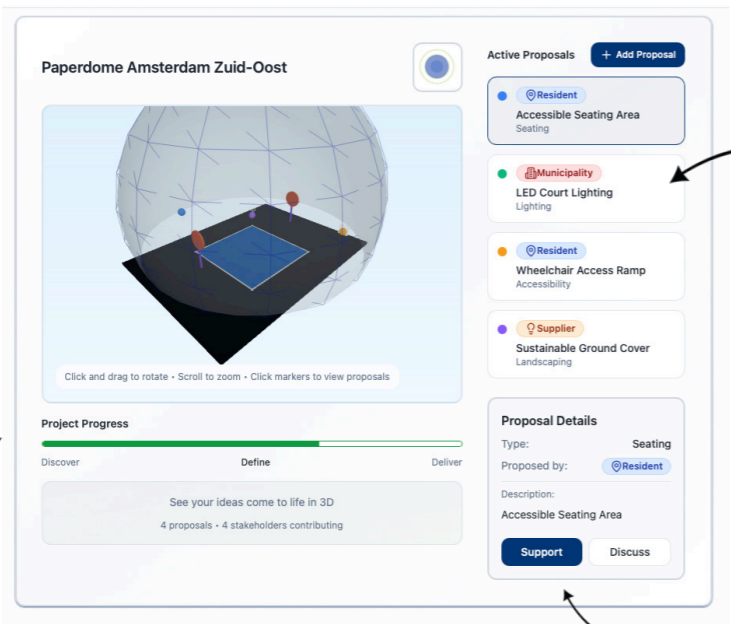 Paperdome Amsterdam Zuid-Oost
Click and drag to rotate • Scroll to zoom • Click markers to view proposals
Project Progress
Discover
Define
Deliver
See your ideas come to life in 3D
4 proposals • 4 stakeholders contributing
Active Proposals
+ Add Proposal
Resident
Accessible Seating Area
Seating
Municipality
LED Court Lighting
Lighting
Resident
Wheelchair Access Ramp
Accessibility
Supplier
Sustainable Ground Cover
Landscaping
Proposal Details
Type: Seating
Proposed by: Resident
Description:
Accessible Seating Area
Support
Discuss